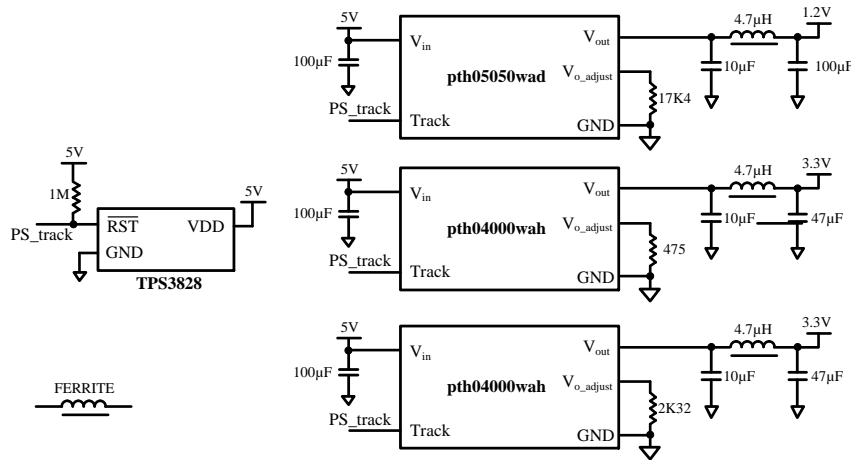 5V
100μF
V_in
V_out
pth05050wad
V_o_adjust
PS_track
Track
GND
17K4
4.7μH
1.2V
10μF
100μF
5V
1M
PS_track
RST
VDD
5V
GND
TPS3828
5V
100μF
V_in
V_out
pth04000wah
V_o_adjust
PS_track
Track
GND
475
4.7μH
3.3V
10μF
47μF
FERRITE
5V
100μF
V_in
V_out
pth04000wah
V_o_adjust
PS_track
Track
GND
2K32
4.7μH
3.3V
10μF
47μF